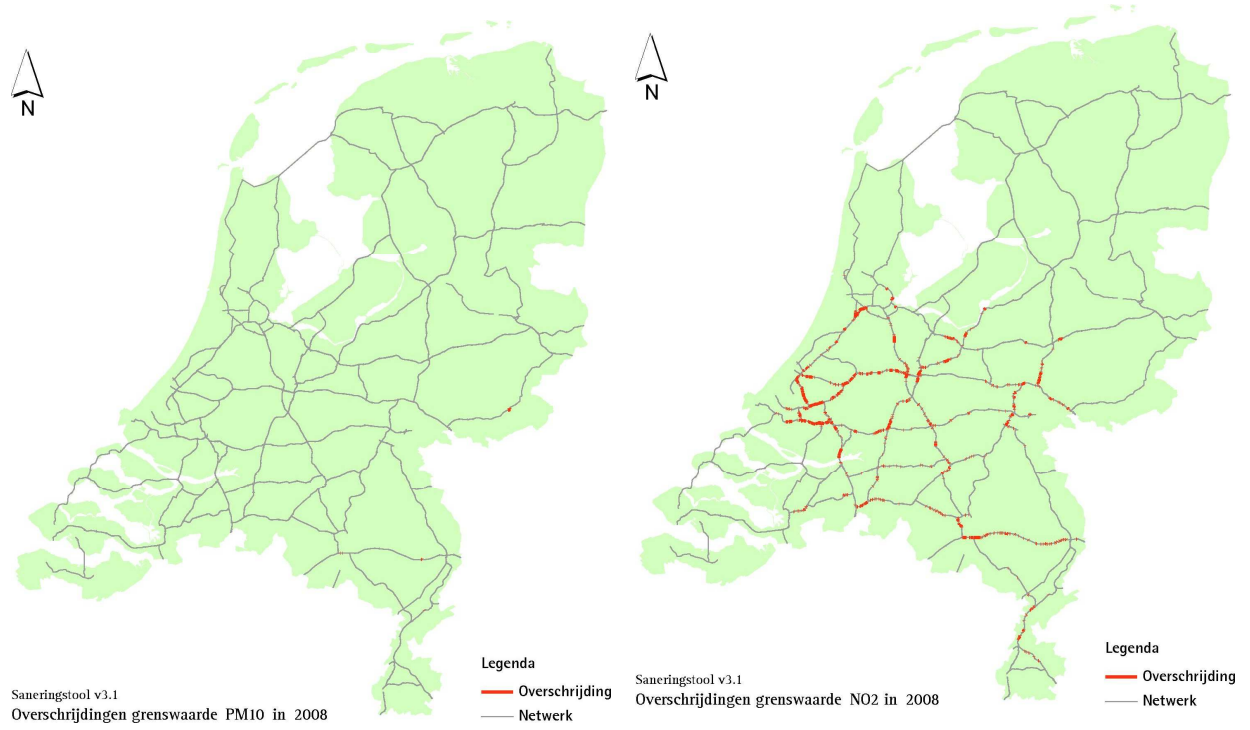 N
Legenda
Overschrijding
Netwerk
Saneringstool v3.1
Overschrijdingen grenswaarde PM10 in 2008
N
Legenda
Overschrijding
Netwerk
Saneringstool v3.1
Overschrijdingen grenswaarde NO2 in 2008